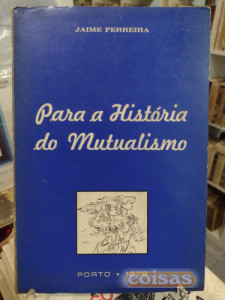 JAIME FERREIRA
Para a História
do Mutualismo
PORTO •
coisas